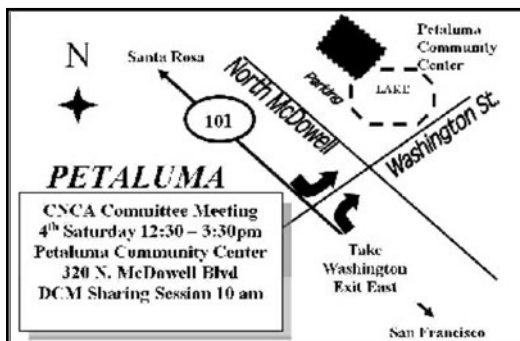 N
Santa Rosa
101
North McDowell
Parking
Petaluma
Community
Center
LAKE
Washington St.
PETALUMA
CNCA Committee Meeting
4th Saturday 12:30 – 3:30pm
Petaluma Community Center
320 N. McDowell Blvd
DCM Sharing Session 10 am
Take
Washington
Exit East
San Francisco